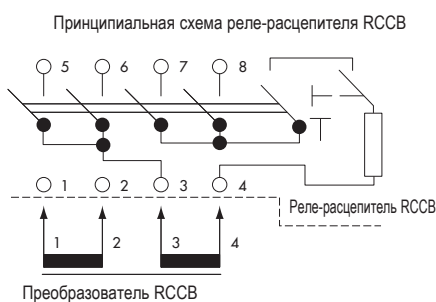 Принципиальная схема реле-расцепителя RCCB
5 6 7 8
1 2 3 4
Реле-расцепитель RCCB
1 2 3 4
Преобразователь RCCB